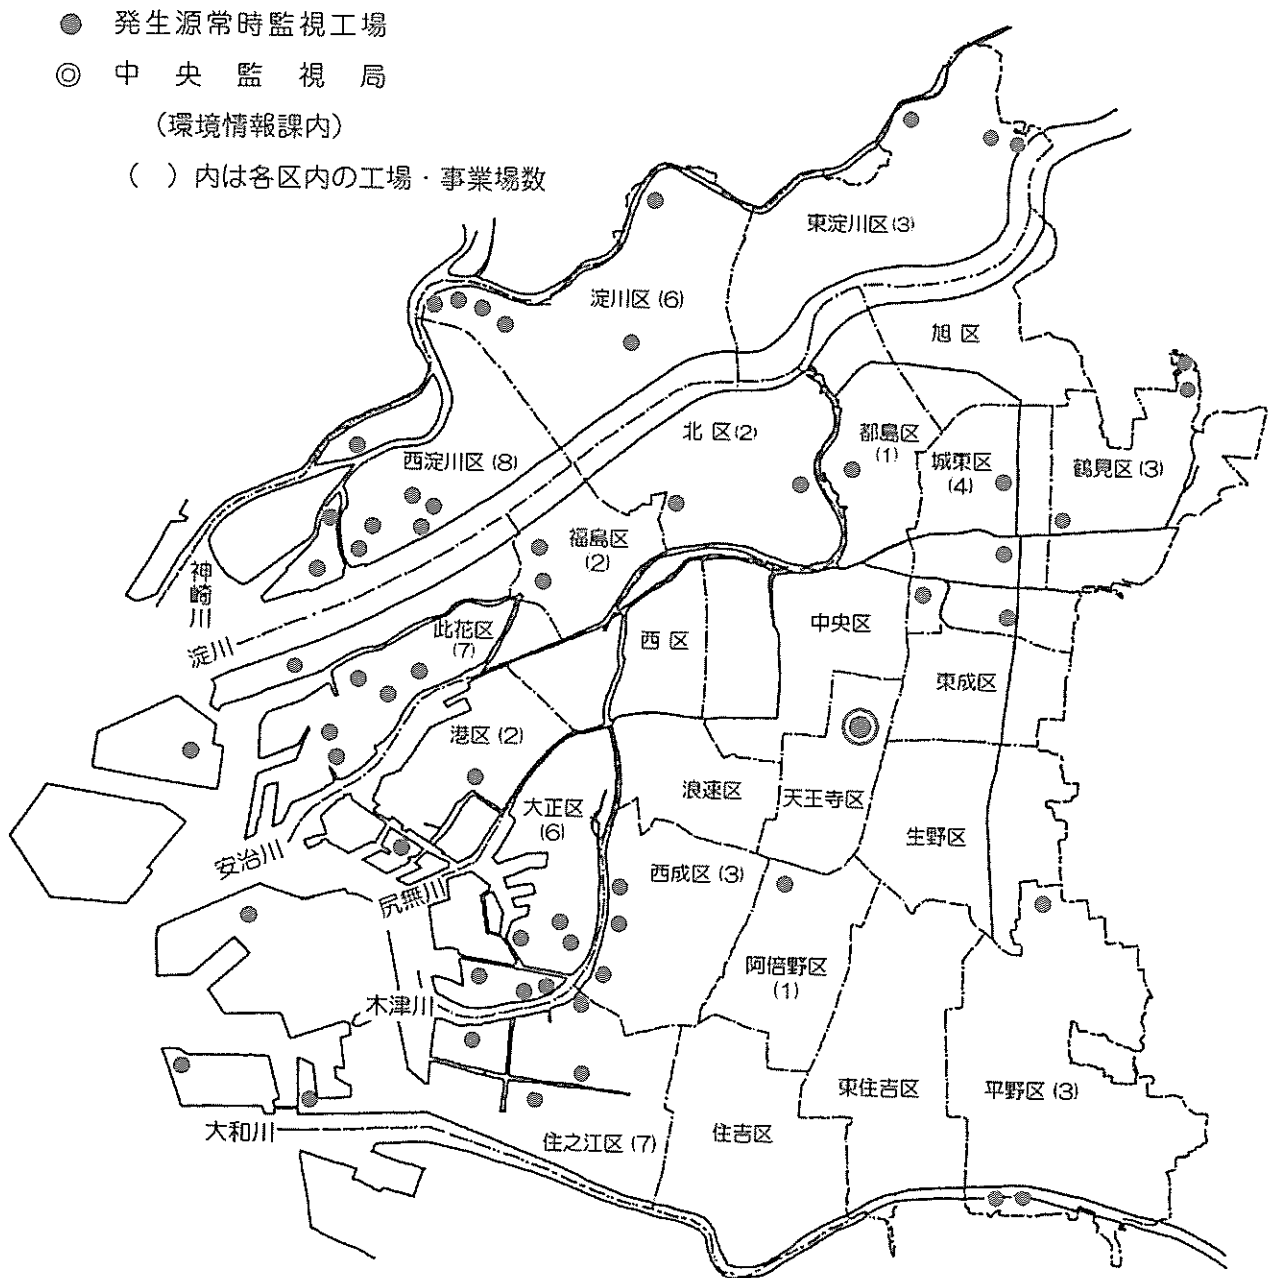 ● 発生源常時監視工場
◎ 中央監視局
(環境情報課内)
( )内は各区内の工場・事業場数
東淀川区(3)
淀川区(6)
旭区
北区(2)
都島区
(1)
城東区
(4)
鶴見区(3)
西淀川区(8)
福島区
(2)
神崎川
淀川
此花区
(7)
西区
中央区
東成区
港区(2)
大正区
(6)
浪速区
天王寺区
生野区
安治川
尻無川
西成区(3)
阿倍野区
(1)
木津川
大和川
住之江区(7)
住吉区
東住吉区
平野区(3)